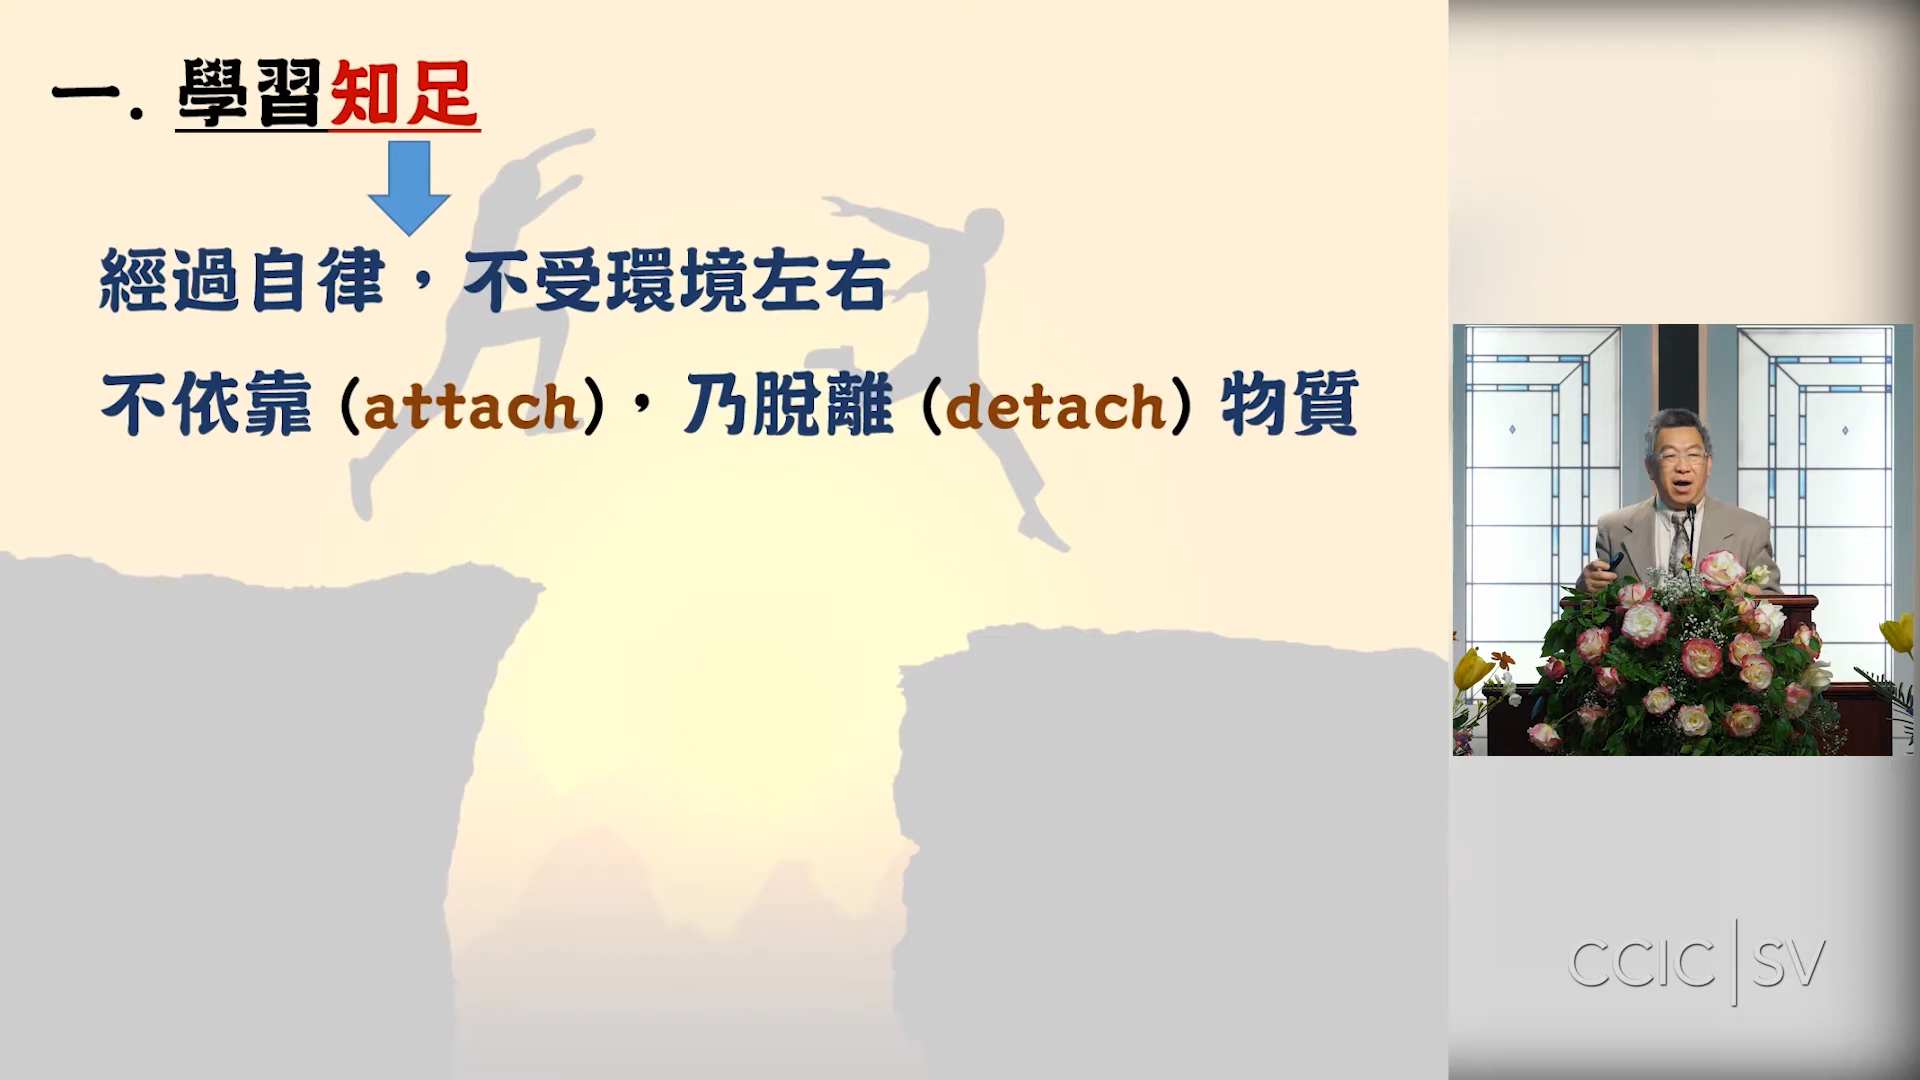 一. 學習知足
經過自律，不受環境左右
不依靠 (attach)，乃脫離 (detach) 物質
CCIC|SV